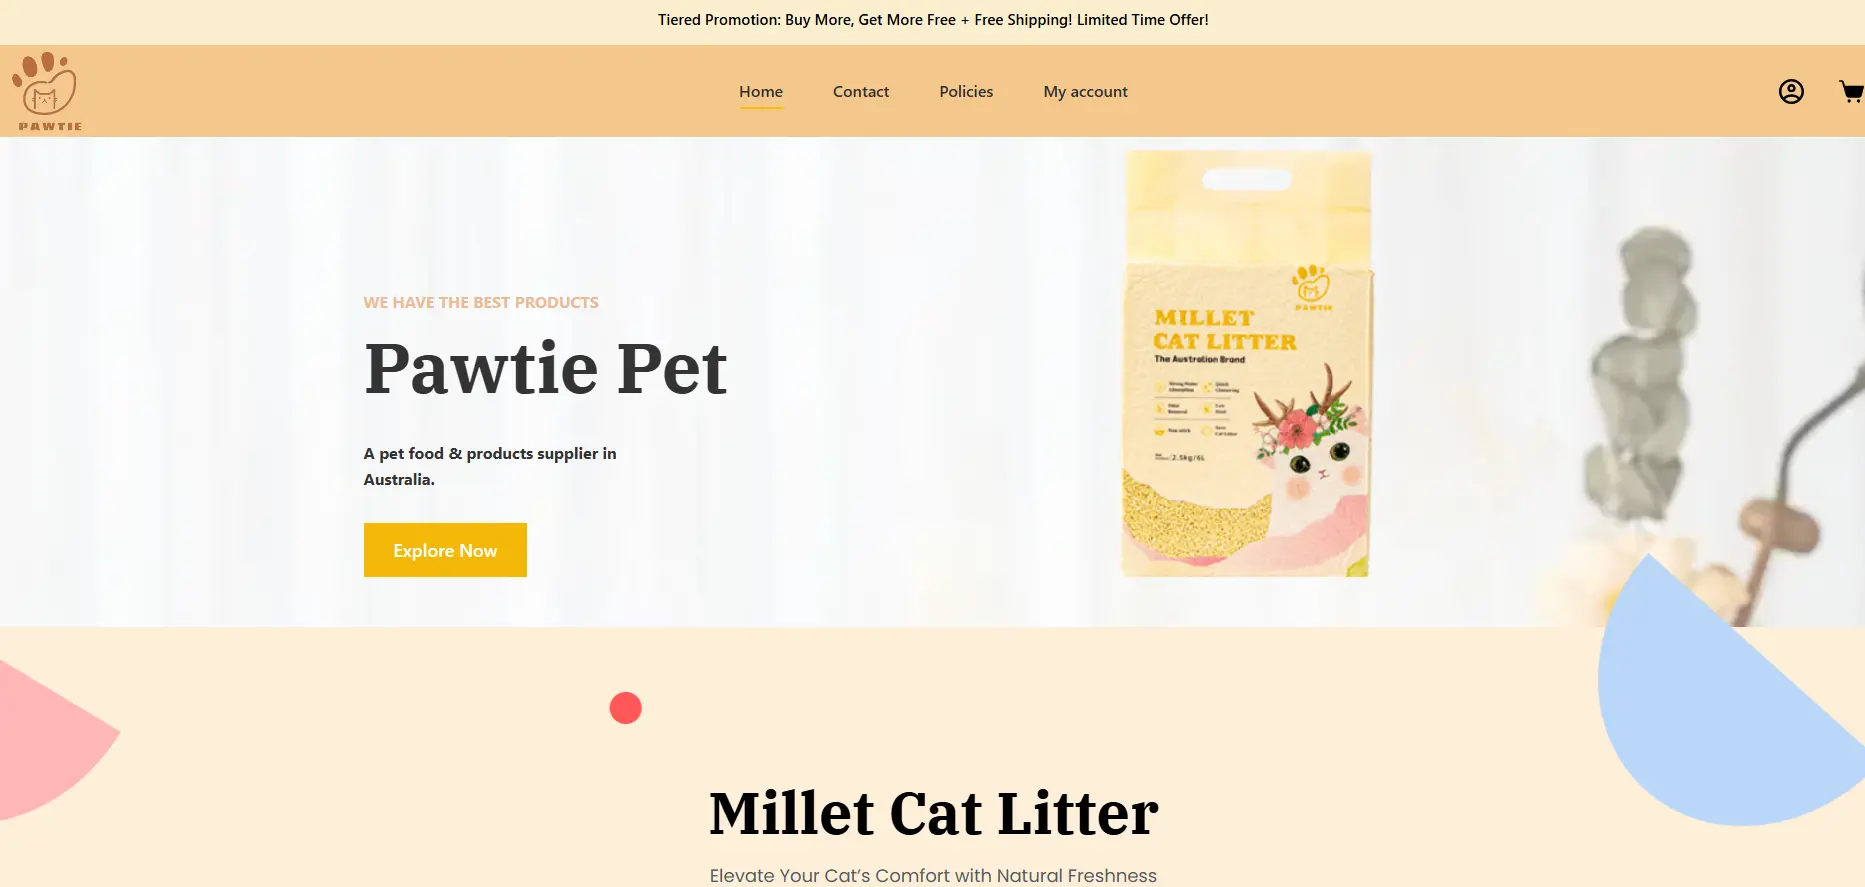 Tiered Promotion: Buy More, Get More Free + Free Shipping! Limited Time Offer!
PAWTIE
Home Contact Policies My account
WE HAVE THE BEST PRODUCTS
Pawtie Pet
A pet food & products supplier in
Australia.
Explore Now
PAWTIE
MILLET
CAT LITTER
The Australian Brand
2.5kg/6L
Millet Cat Litter
Elevate Your Cat’s Comfort with Natural Freshness